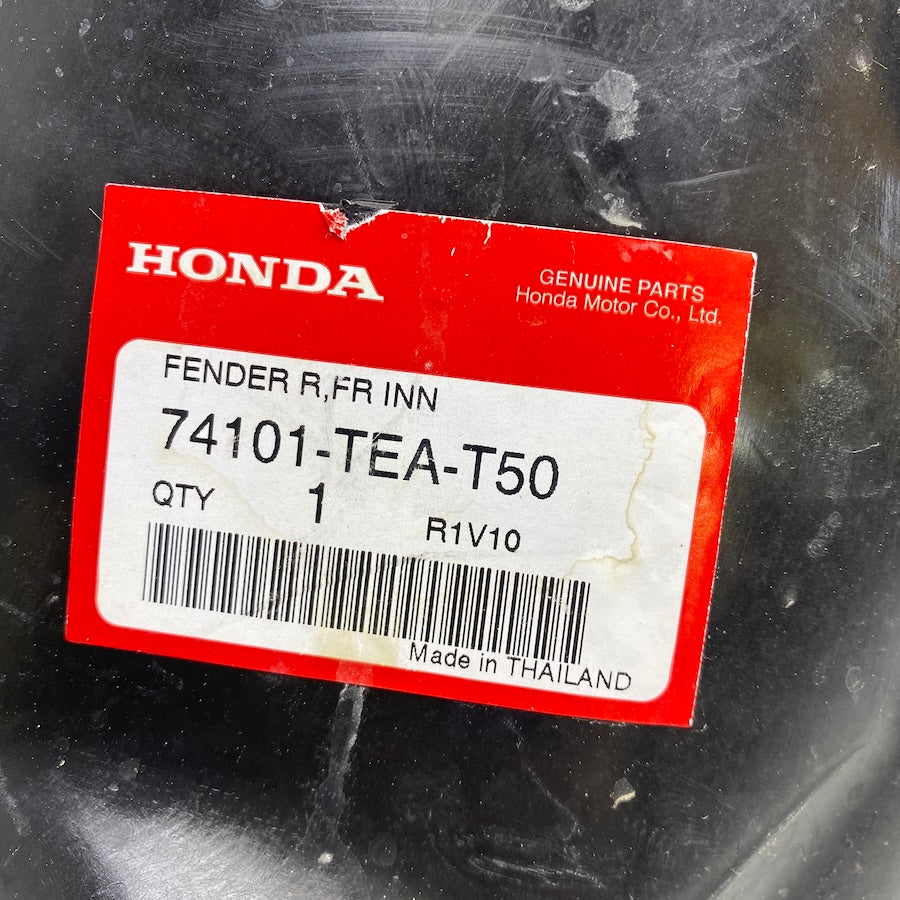 HONDA
GENUINE PARTS
Honda Motor Co., Ltd.
FENDER R,FR INN
74101-TEA-T50
QTY 1 R1V10
Made in THAILAND